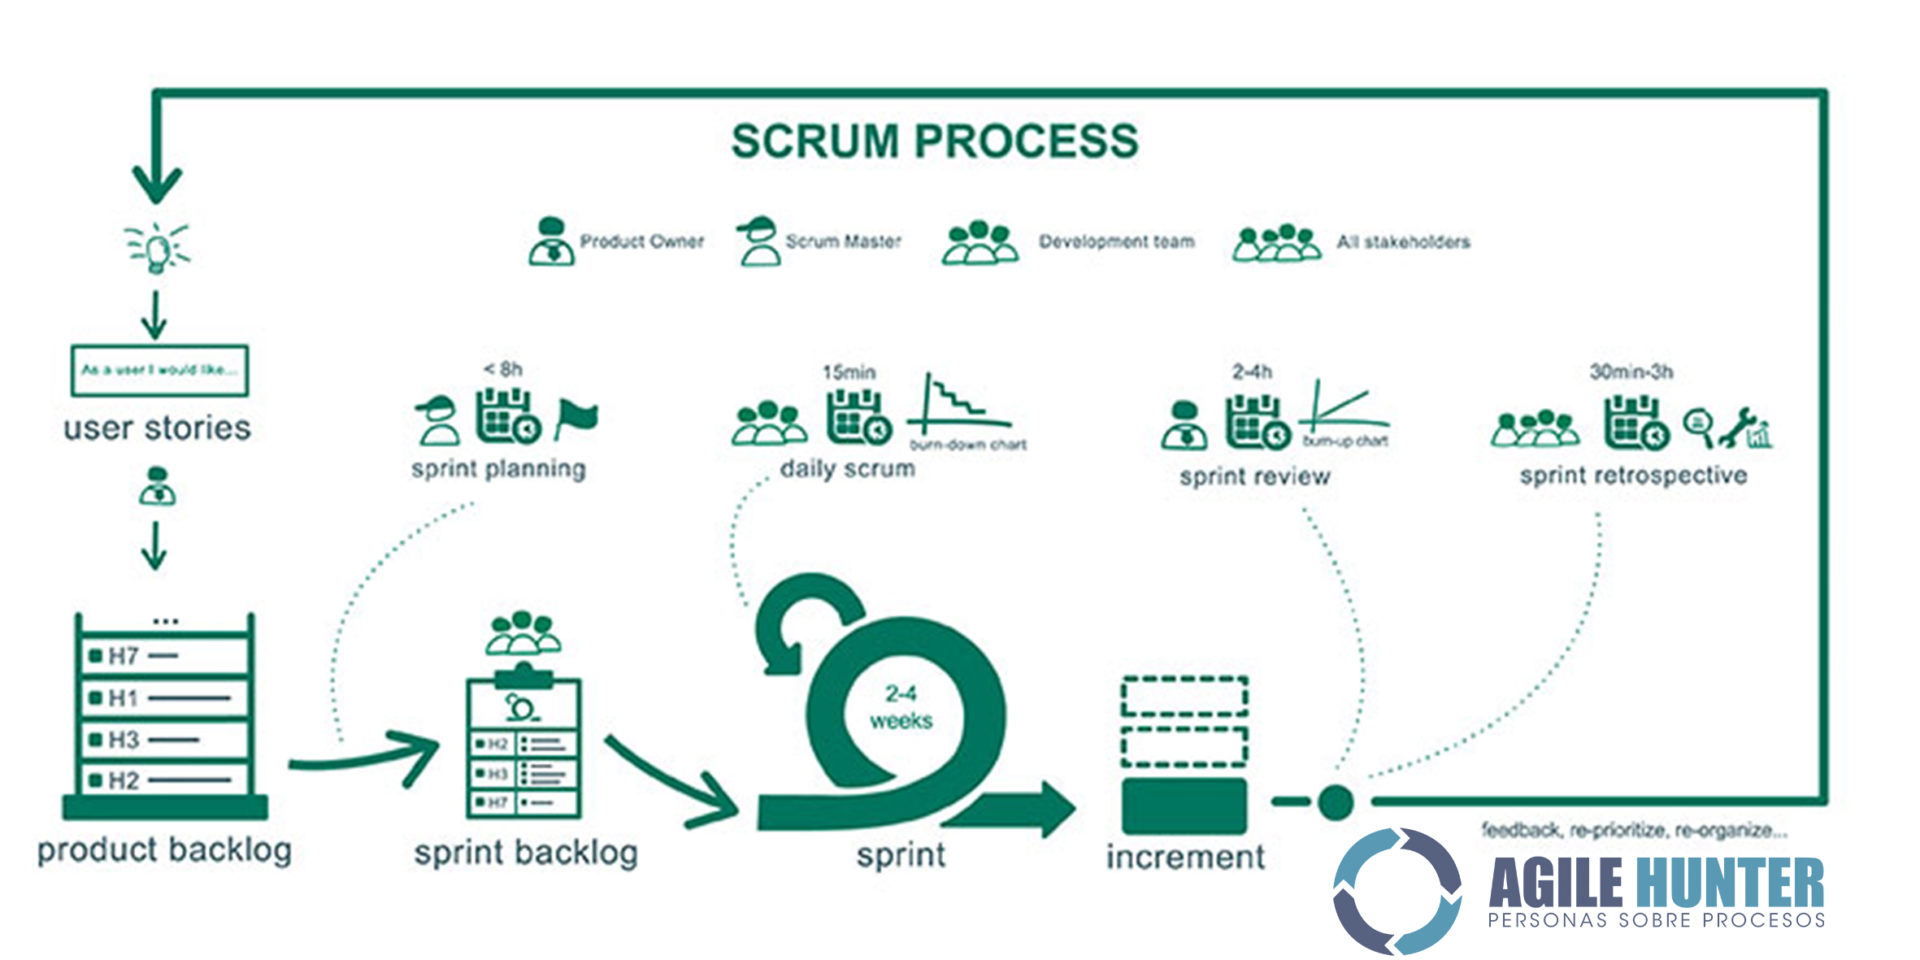 SCRUM PROCESS
Product Owner
Scrum Master
Development team
All stakeholders
As a user I would like...
user stories
< 8h
sprint planning
15min
burn-down chart
daily scrum
2-4h
burn-up chart
sprint review
30min-3h
sprint retrospective
...
H7
H1
H3
H2
product backlog
H2
H3
H7
sprint backlog
2-4
weeks
sprint
increment
feedback, re-prioritize, re-organize...
AGILE HUNTER
PERSONAS SOBRE PROCESOS